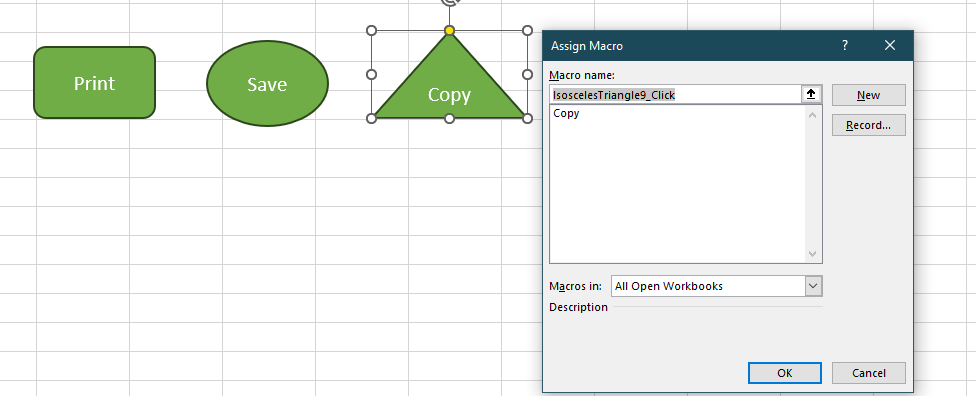 Print
Save
Copy
Assign Macro
?
Macro name:
IsoscelesTriangle9_Click
New
Copy
Record...
Macros in:
All Open Workbooks
Description
OK
Cancel